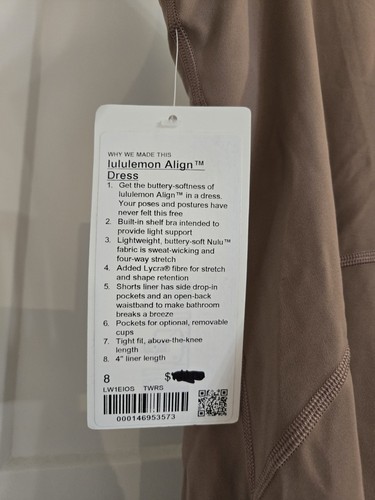 WHY WE MADE THIS
lululemon Align™
Dress
1. Get the buttery-softness of
lululemon Align™ in a dress.
Your poses and postures have
never felt this free
2. Built-in shelf bra intended to
provide light support
3. Lightweight, buttery-soft Nulu™
fabric is sweat-wicking and
four-way stretch
4. Added Lycra® fibre for stretch
and shape retention
5. Shorts liner has side drop-in
pockets and an open-back
waistband to make bathroom
breaks a breeze
6. Pockets for optional, removable
cups
7. Tight fit, above-the-knee
length
8. 4" liner length
8 $
LW1EIOS TWRS
000146953573